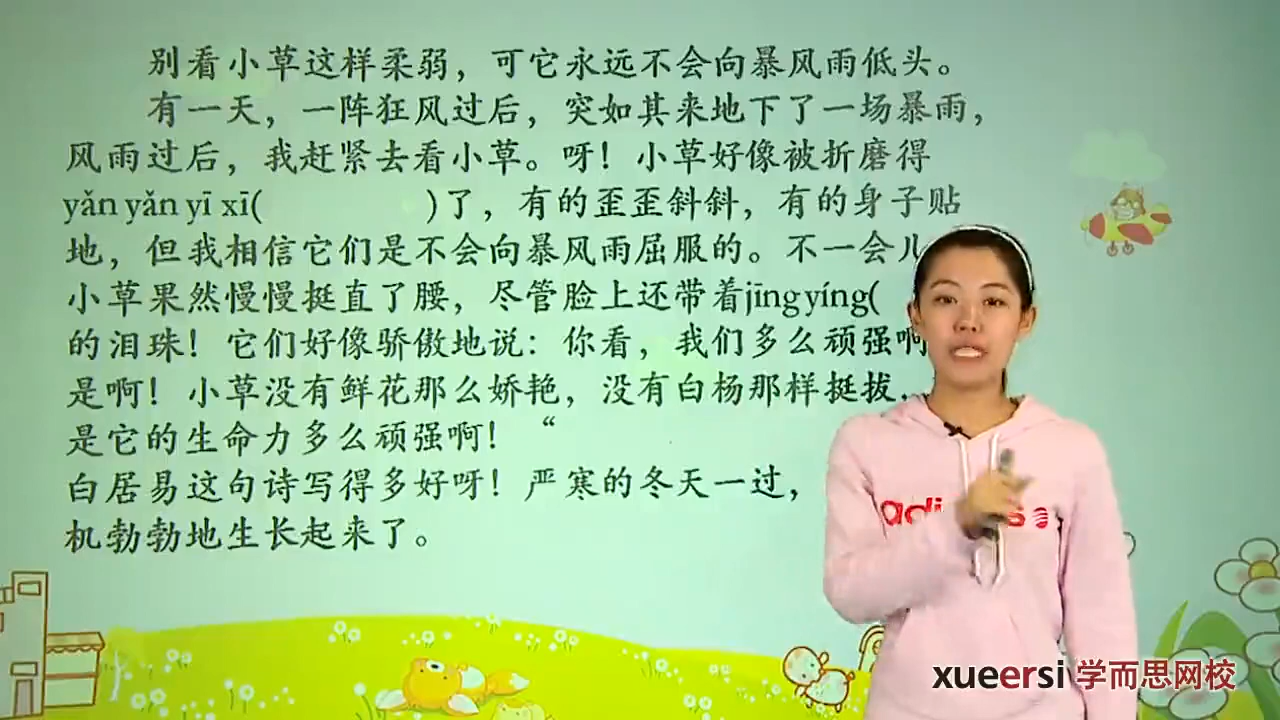 别看小草这样柔弱，可它永远不会向暴风雨低头。
有一天，一阵狂风过后，突如其来地下了一场暴雨，
风雨过后，我赶紧去看小草。呀！小草好像被折磨得
yǎn yǎn yī xī(                )了，有的歪歪斜斜，有的身子贴
地，但我相信它们是不会向暴风雨屈服的。不一会儿
小草果然慢慢挺直了腰，尽管脸上还带着jīng yíng(
的泪珠！它们好像骄傲地说：你看，我们多么顽强啊
是啊！小草没有鲜花那么娇艳，没有白杨那样挺拔，
是它的生命力多么顽强啊！“
白居易这句诗写得多好呀！严寒的冬天一过，
机勃勃地生长起来了。
adi s
xueersi 学而思网校